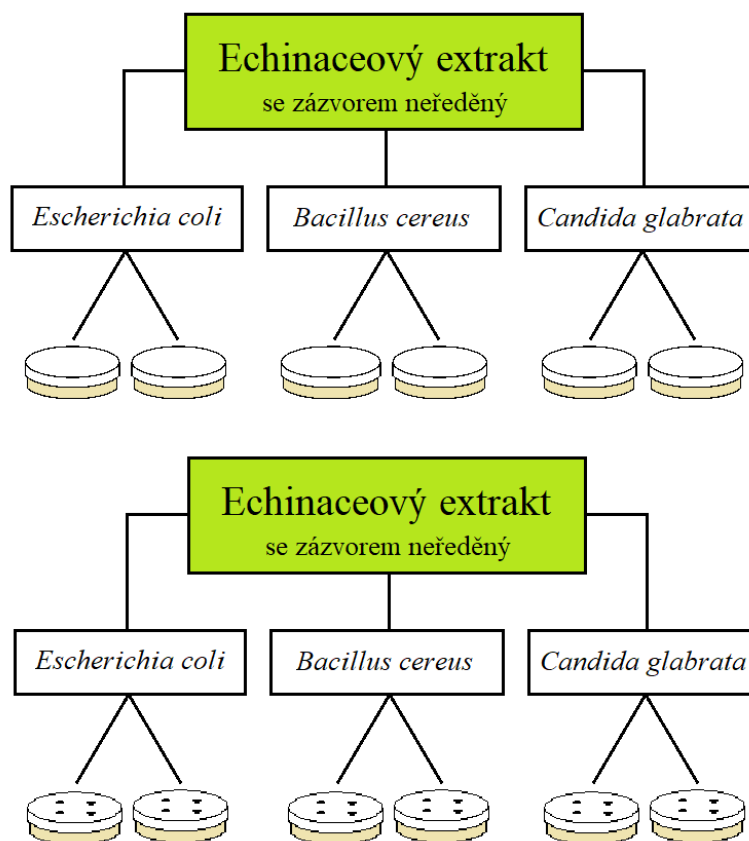 Echinaceový extrakt
se zázvorem neředěný
Escherichia coli
Bacillus cereus
Candida glabrata
Echinaceový extrakt
se zázvorem neředěný
Escherichia coli
Bacillus cereus
Candida glabrata